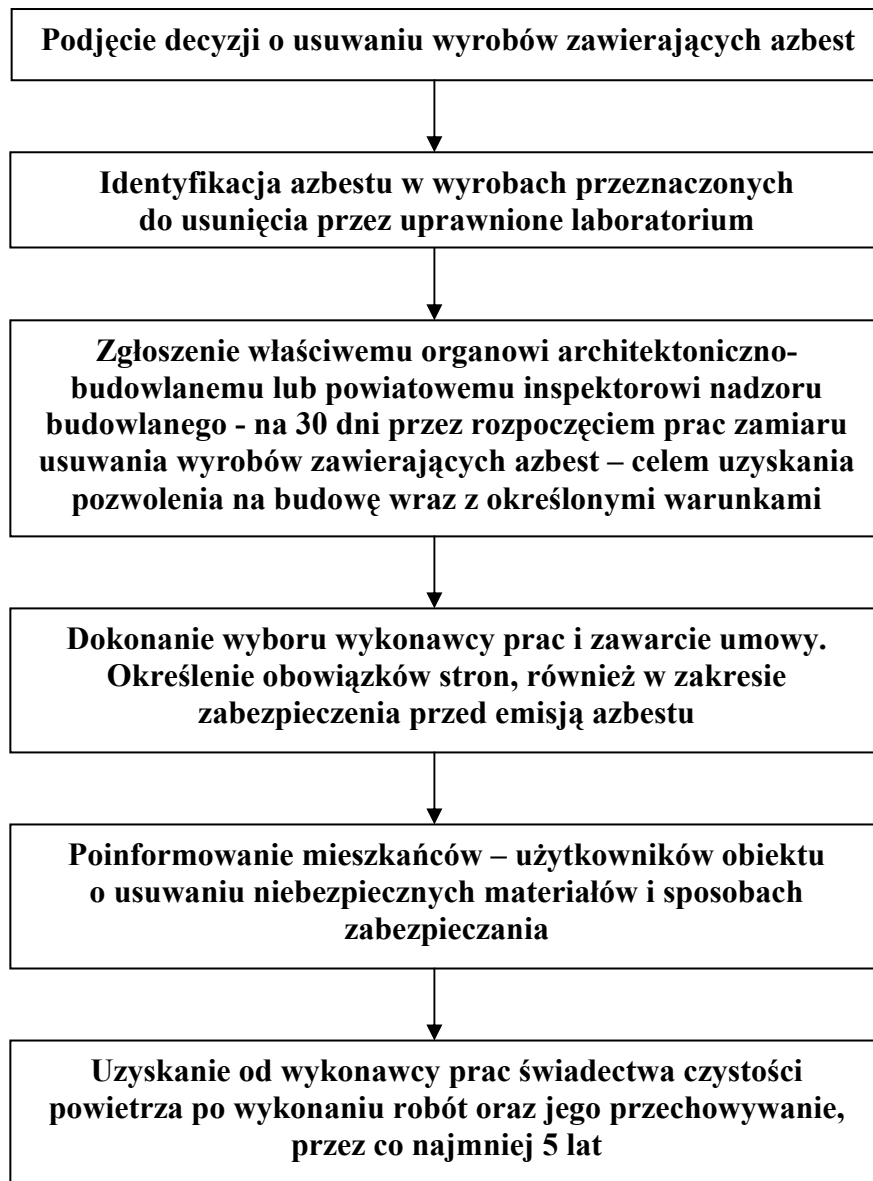 Podjęcie decyzji o usuwaniu wyrobów zawierających azbest
Identyfikacja azbestu w wyrobach przeznaczonych
do usunięcia przez uprawnione laboratorium
Zgłoszenie właściwemu organowi architektoniczno-
budowlanemu lub powiatowemu inspektorowi nadzoru
budowlanego - na 30 dni przez rozpoczęciem prac zamiaru
usuwania wyrobów zawierających azbest – celem uzyskania
pozwolenia na budowę wraz z określonymi warunkami
Dokonanie wyboru wykonawcy prac i zawarcie umowy.
Określenie obowiązków stron, również w zakresie
zabezpieczenia przed emisją azbestu
Poinformowanie mieszkańców – użytkowników obiektu
o usuwaniu niebezpiecznych materiałów i sposobach
zabezpieczania
Uzyskanie od wykonawcy prac świadectwa czystości
powietrza po wykonaniu robót oraz jego przechowywanie,
przez co najmniej 5 lat